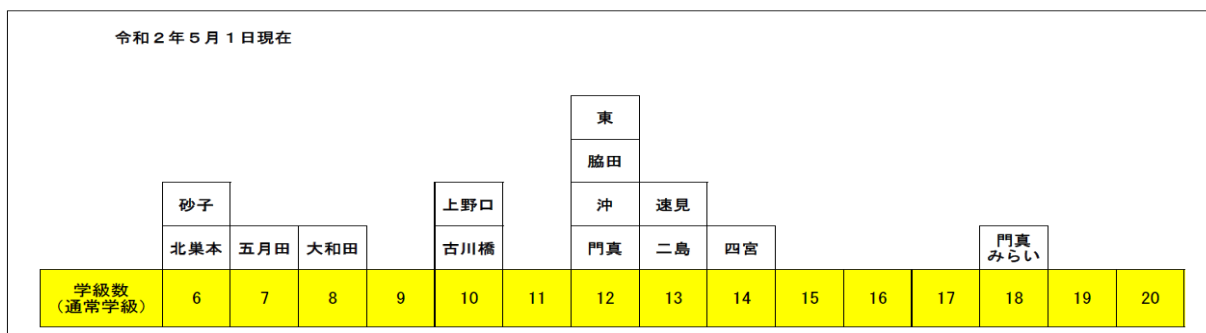 令和２年５月１日現在
東
脇田
砂子 上野口 沖 速見
北巣本 五月田 大和田 古川橋 門真 二島 四宮 門真
みらい
学級数
（通常学級） 6 7 8 9 10 11 12 13 14 15 16 17 18 19 20